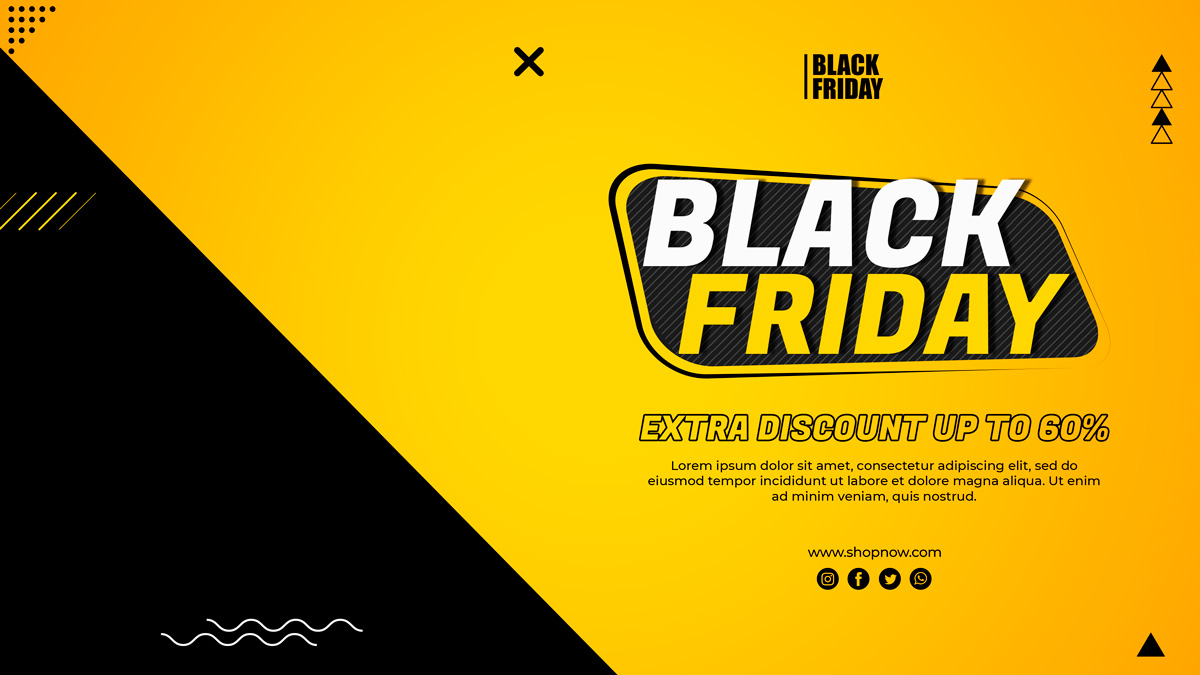 BLACK
FRIDAY
BLACK
FRIDAY
EXTRA DISCOUNT UP TO 60%
Lorem ipsum dolor sit amet, consectetur adipiscing elit, sed do
eiusmod tempor incididunt ut labore et dolore magna aliqua. Ut enim
ad minim veniam, quis nostrud.
www.shopnow.com